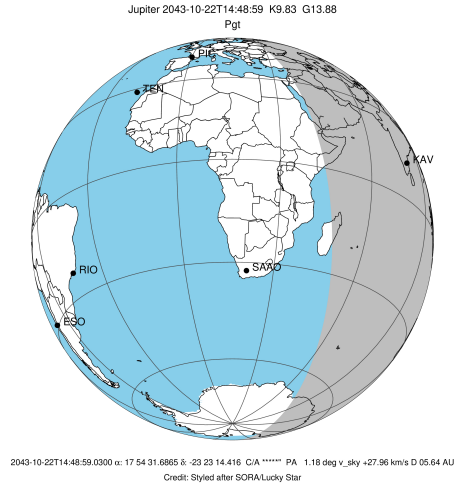 Jupiter 2043-10-22T14:48:59 K9.83 G13.88
Pgt
PIC
TEN
KAV
RIO
SAAO
ESO
2043-10-22T14:48:59.0300 α: 17 54 31.6865 δ: -23 23 14.416 C/A *****" PA 1.18 deg v_sky +27.96 km/s D 05.64 AU
Credit: Styled after SORA/Lucky Star